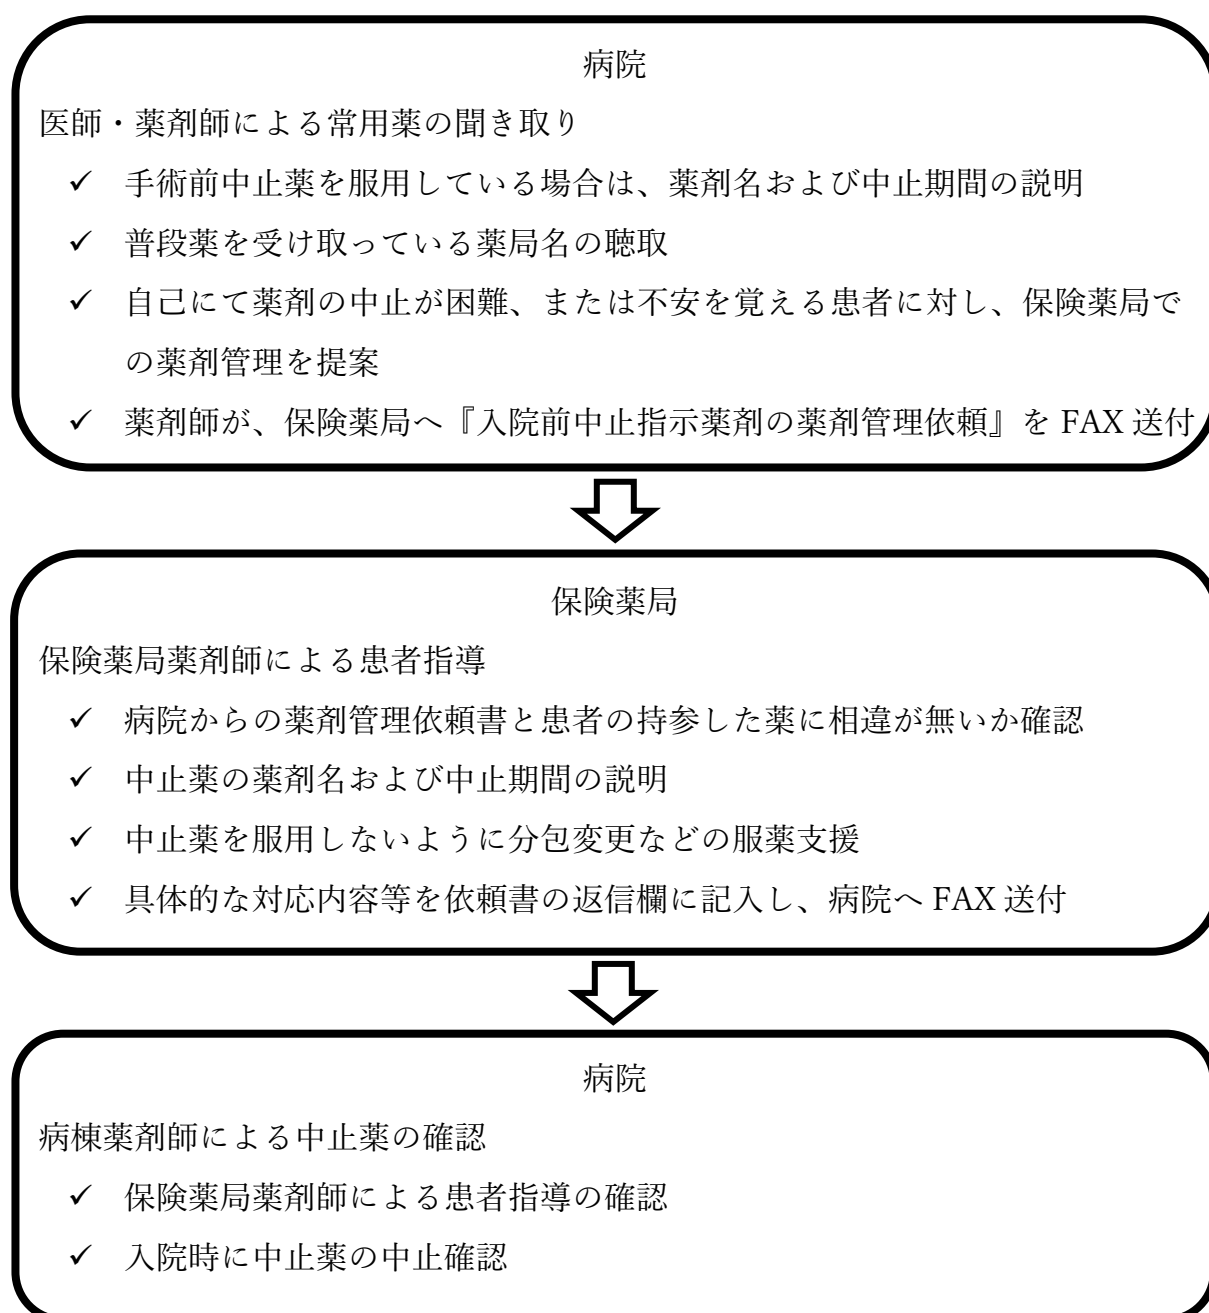 病院
医師・薬剤師による常用薬の聞き取り
✓ 手術前中止薬を服用している場合は、薬剤名および中止期間の説明
✓ 普段薬を受け取っている薬局名の聴取
✓ 自己にて薬剤の中止が困難、または不安を覚える患者に対し、保険薬局で
の薬剤管理を提案
✓ 薬剤師が、保険薬局へ『入院前中止指示薬剤の薬剤管理依頼』を FAX 送付
保険薬局
保険薬局薬剤師による患者指導
✓ 病院からの薬剤管理依頼書と患者の持参した薬に相違が無いか確認
✓ 中止薬の薬剤名および中止期間の説明
✓ 中止薬を服用しないように分包変更などの服薬支援
✓ 具体的な対応内容等を依頼書の返信欄に記入し、病院へ FAX 送付
病院
病棟薬剤師による中止薬の確認
✓ 保険薬局薬剤師による患者指導の確認
✓ 入院時に中止薬の中止確認